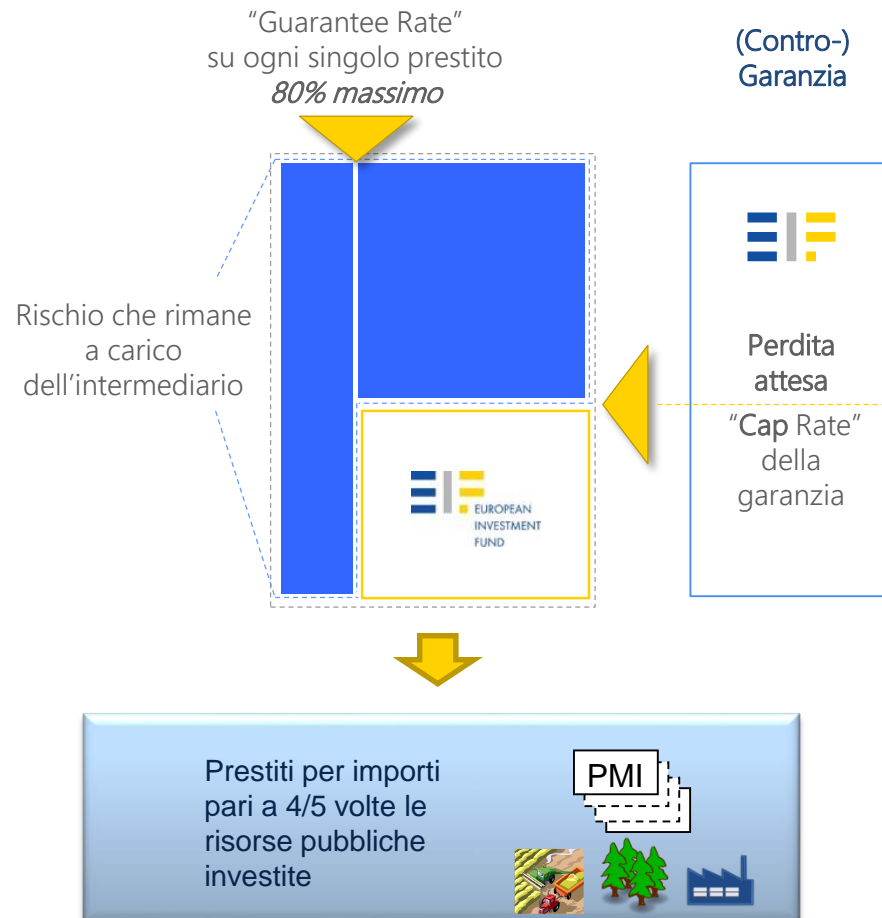 “Guarantee Rate”
su ogni singolo prestito
80% massimo
(Contro-)
Garanzia
Rischio che rimane
a carico
dell’intermediario
EUROPEAN
INVESTMENT
FUND
Perdita
attesa
“Cap Rate”
della
garanzia
Prestiti per importi
pari a 4/5 volte le
risorse pubbliche
investite
PMI